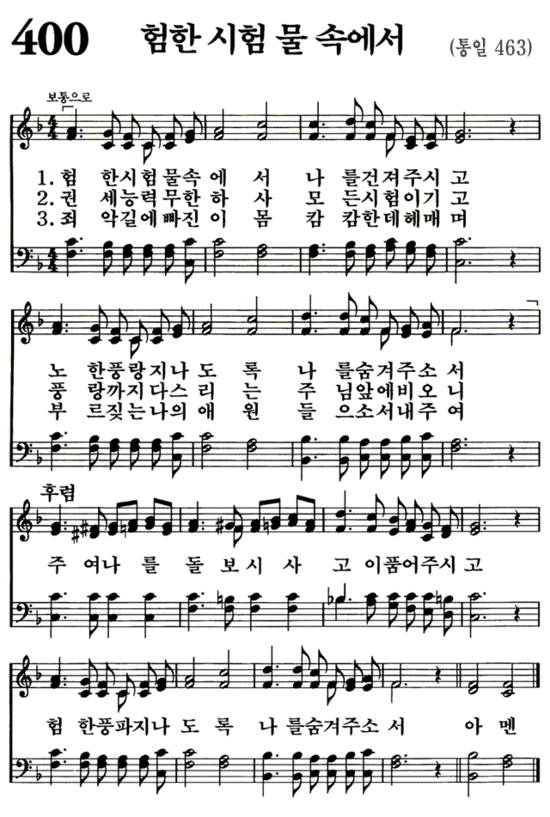 400 험한 시험 물 속에서 (통일 463)
보통으로
1. 험 한시험물속 에 서 나 를건져주시 고
2. 권 세능력무한 하 사 모 든시험이기 고
3. 죄 악길에빠진 이 몸 캄 캄한데헤매 며
노 한풍랑지나 도 록 나 를숨겨주소 서
풍 랑까지다스 리 는 주 님앞에비오 니
부 르짖는나의 애 원 들 으소서내주 여
후렴
주 여나 를 돌 보시 사 고 이품어주시 고
험 한풍파지나 도 록 나 를숨겨주소 서 아 멘